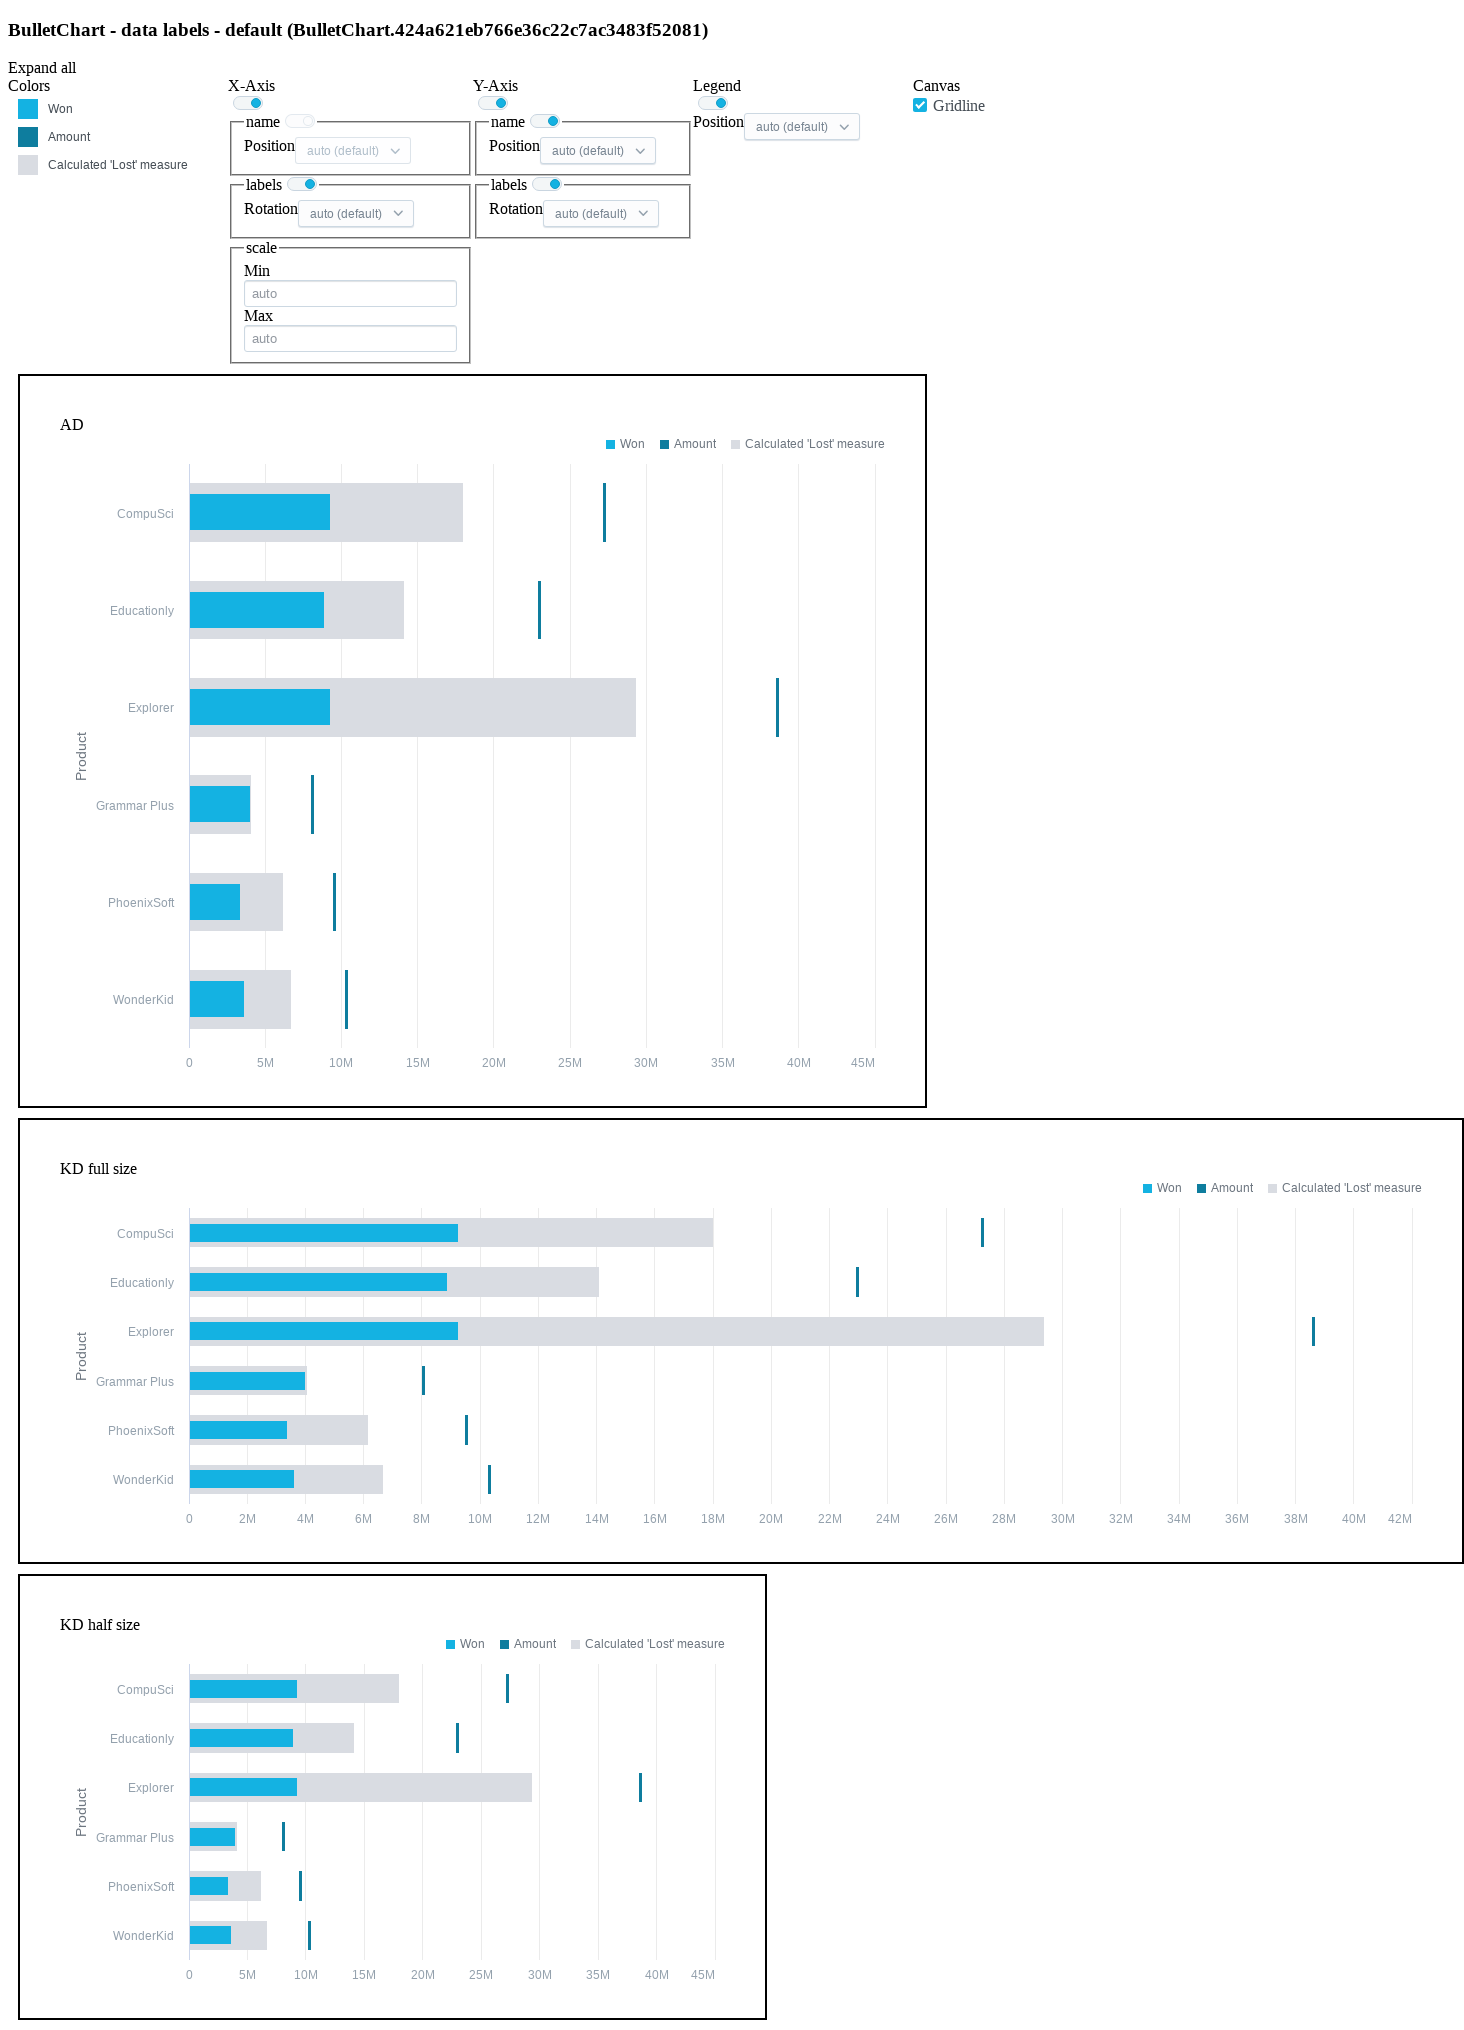 BulletChart - data labels - default (BulletChart.424a621eb766e36c22c7ac3483f52081)
Expand all
Colors
Won
Amount
Calculated 'Lost' measure
X-Axis
name
Position auto (default)
labels
Rotation auto (default)
scale
Min
auto
Max
auto
Y-Axis
name
Position auto (default)
labels
Rotation auto (default)
Legend
Position auto (default)
Canvas
Gridline
AD
Won Amount Calculated 'Lost' measure
Product
CompuSci
Educationly
Explorer
Grammar Plus
PhoenixSoft
WonderKid
0 5M 10M 15M 20M 25M 30M 35M 40M 45M
KD full size
Won Amount Calculated 'Lost' measure
Product
CompuSci
Educationly
Explorer
Grammar Plus
PhoenixSoft
WonderKid
0 2M 4M 6M 8M 10M 12M 14M 16M 18M 20M 22M 24M 26M 28M 30M 32M 34M 36M 38M 40M 42M
KD half size
Won Amount Calculated 'Lost' measure
Product
CompuSci
Educationly
Explorer
Grammar Plus
PhoenixSoft
WonderKid
0 5M 10M 15M 20M 25M 30M 35M 40M 45M